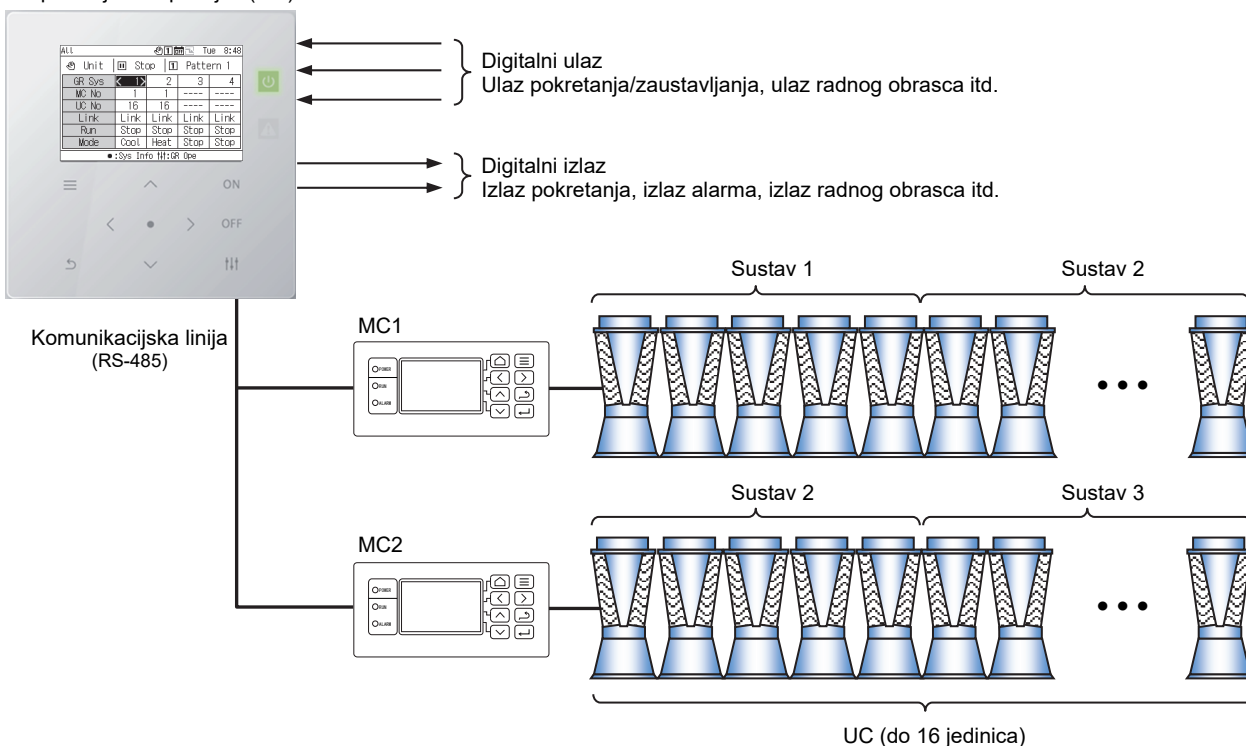 All Tue 8:48
Unit Stop 1 Pattern 1
GR Sys < 1> 2 3 4
MC No 1 1 ---- ----
UC No 16 16 ---- ----
Link Link Link Link Link
Run Stop Stop Stop Stop
Mode Cool Heat Stop Stop
●:Sys Info :GR Ope
ON
OFF
Digitalni ulaz
Ulaz pokretanja/zaustavljanja, ulaz radnog obrasca itd.
Digitalni izlaz
Izlaz pokretanja, izlaz alarma, izlaz radnog obrasca itd.
Komunikacijska linija
(RS-485)
MC1
POWER
RUN
ALARM
Sustav 1
Sustav 2
MC2
POWER
RUN
ALARM
Sustav 2
Sustav 3
UC (do 16 jedinica)